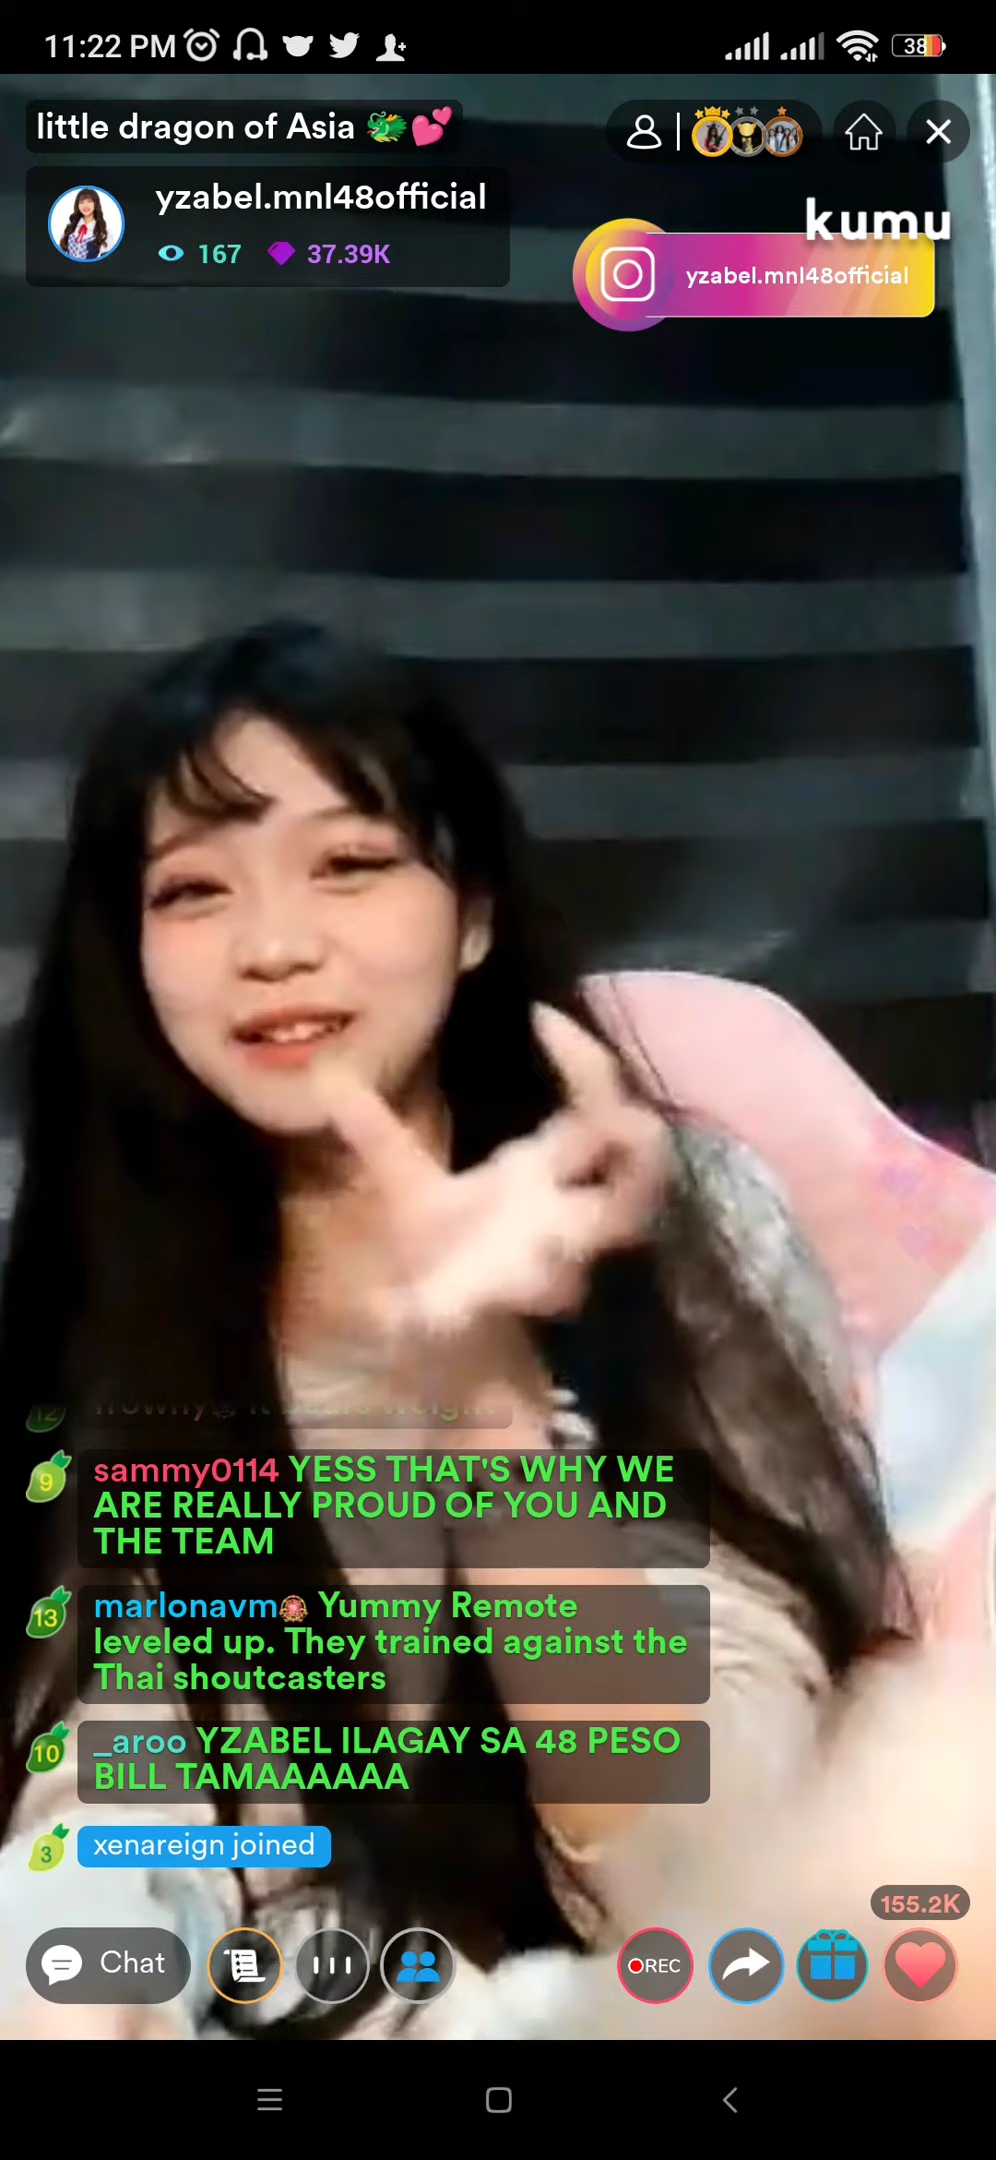 11:22 PM
38
little dragon of Asia 🐲💕
yzabel.mnl48official
167 37.39K
kumu
yzabel.mnl48official
12
9 sammy0114 YESS THAT'S WHY WE
ARE REALLY PROUD OF YOU AND
THE TEAM
13 marlonavm Yummy Remote
leveled up. They trained against the
Thai shoutcasters
10 _aroo YZABEL ILAGAY SA 48 PESO
BILL TAMAAAAAA
3 xenareign joined
155.2K
Chat
REC